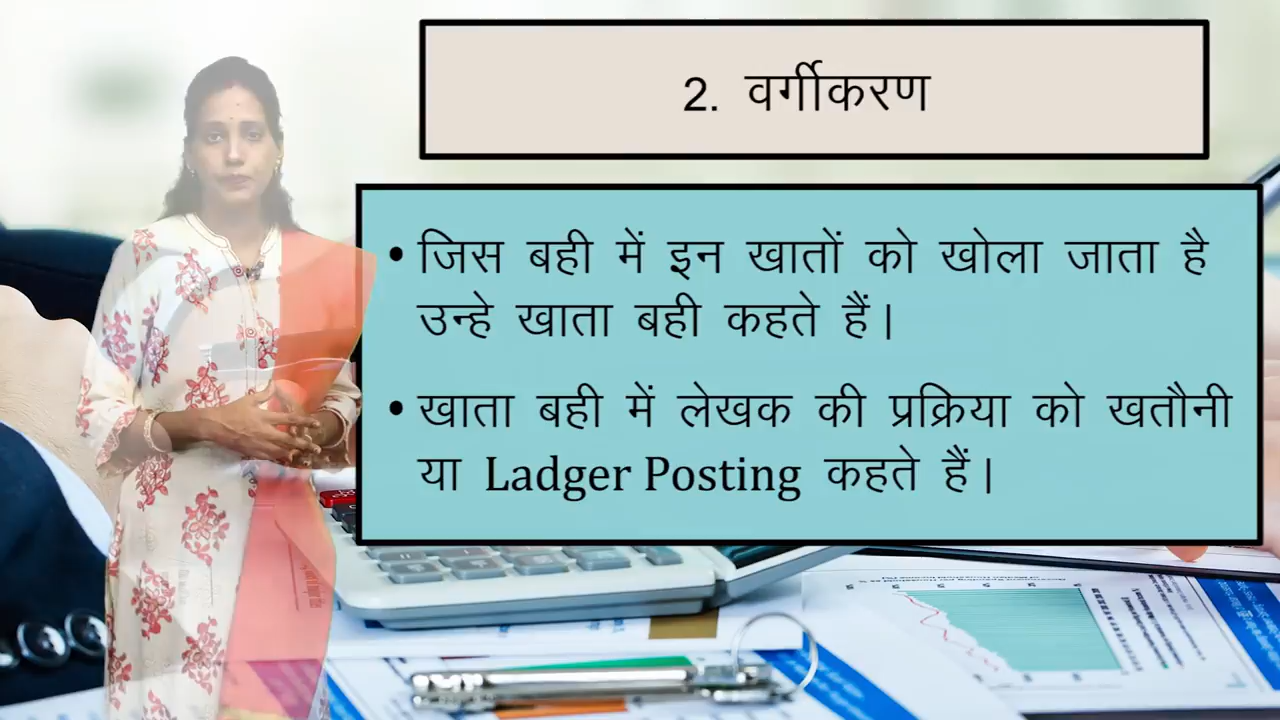 2. वर्गीकरण
• जिस बही में इन खातों को खोला जाता है
उन्हे खाता बही कहते हैं।
• खाता बही में लेखक की प्रक्रिया को खतौनी
या Ladger Posting कहते हैं।